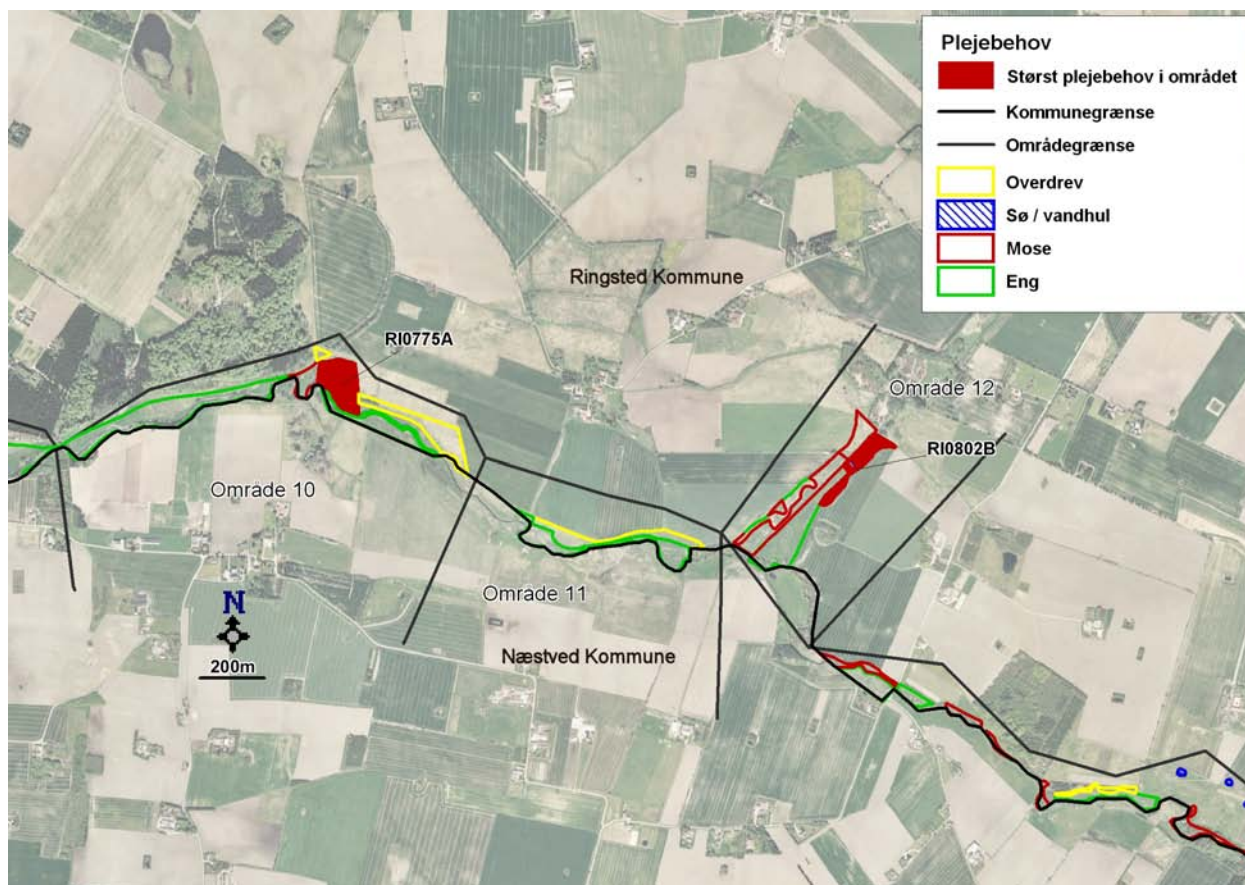 Plejebehov
Størst plejebehov i området
Kommunegrænse
Områdegrænse
Overdrev
Sø / vandhul
Mose
Eng
Ringsted Kommune
RI0775A
Område 12
RI0802B
Område 10
Område 11
N
Næstved Kommune
200m